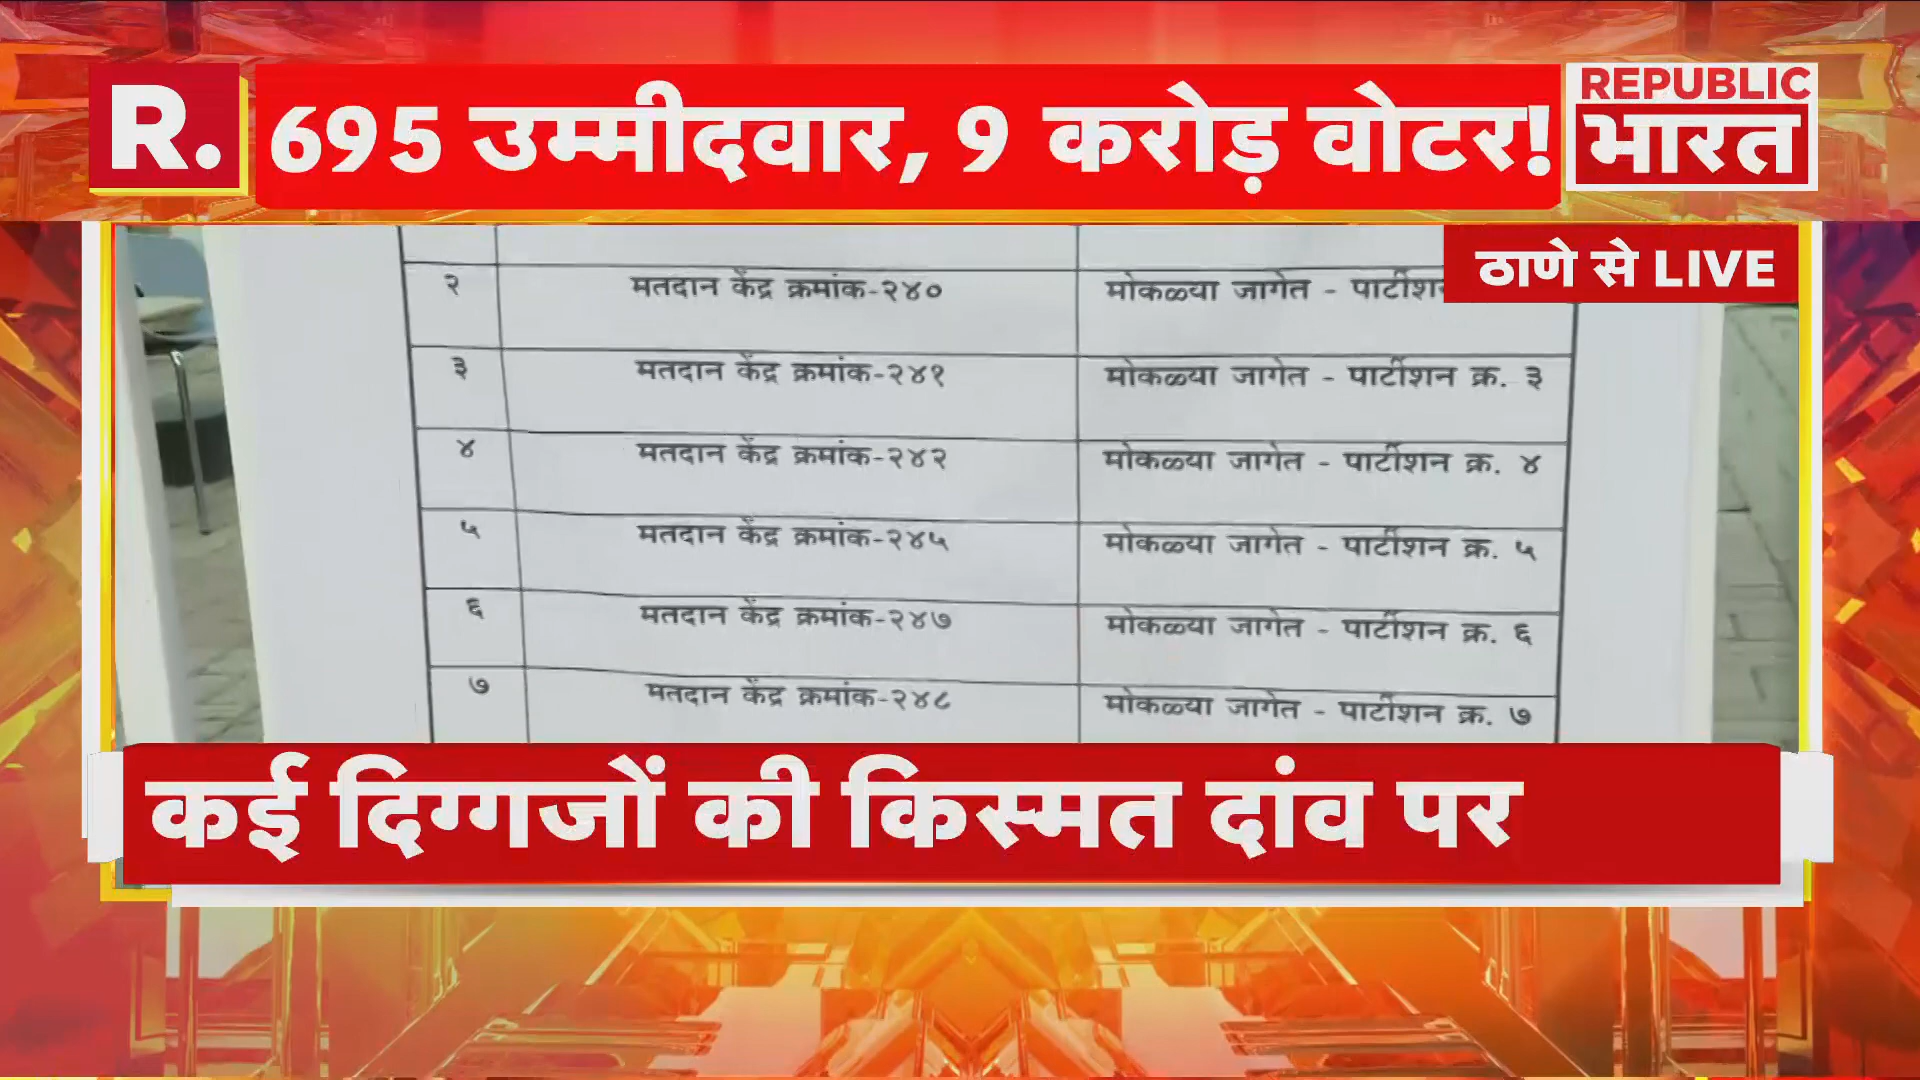 R.
695 उम्मीदवार, 9 करोड़ वोटर!
REPUBLIC
भारत
ठाणे से LIVE
२ मतदान केंद्र क्रमांक-२४० मोकळ्या जागेत -
३ मतदान केंद्र क्रमांक-२४१ मोकळ्या जागेत - पार्टीशन क्र. ३
४ मतदान केंद्र क्रमांक-२४२ मोकळ्या जागेत - पार्टीशन क्र. ४
५ मतदान केंद्र क्रमांक-२४५ मोकळ्या जागेत - पार्टीशन क्र. ५
६ मतदान केंद्र क्रमांक-२४७ मोकळ्या जागेत - पार्टीशन क्र. ६
७ मतदान केंद्र क्रमांक-२४८ मोकळ्या जागेत - पार्टीशन क्र. ७
कई दिग्गजों की किस्मत दांव पर